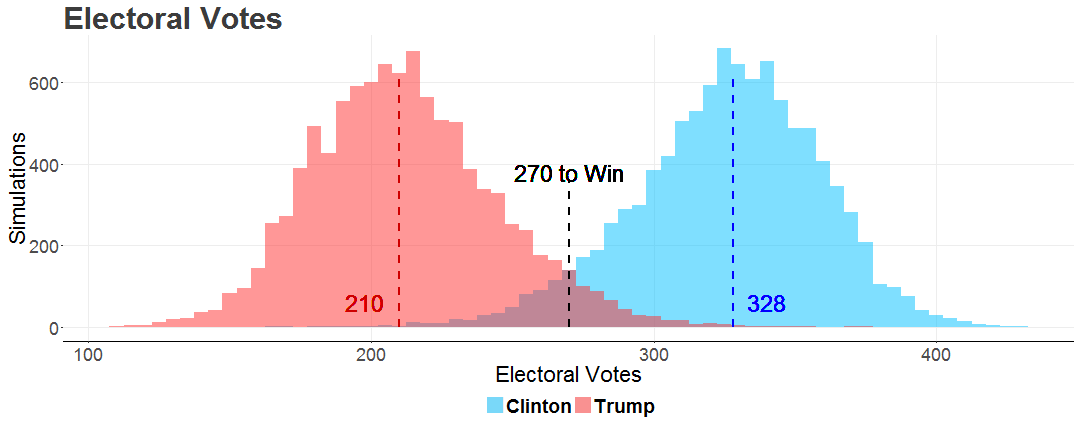 Electoral Votes
600
400
200
0
Simulations
270 to Win
210
328
100 200 300 400
Electoral Votes
Clinton Trump